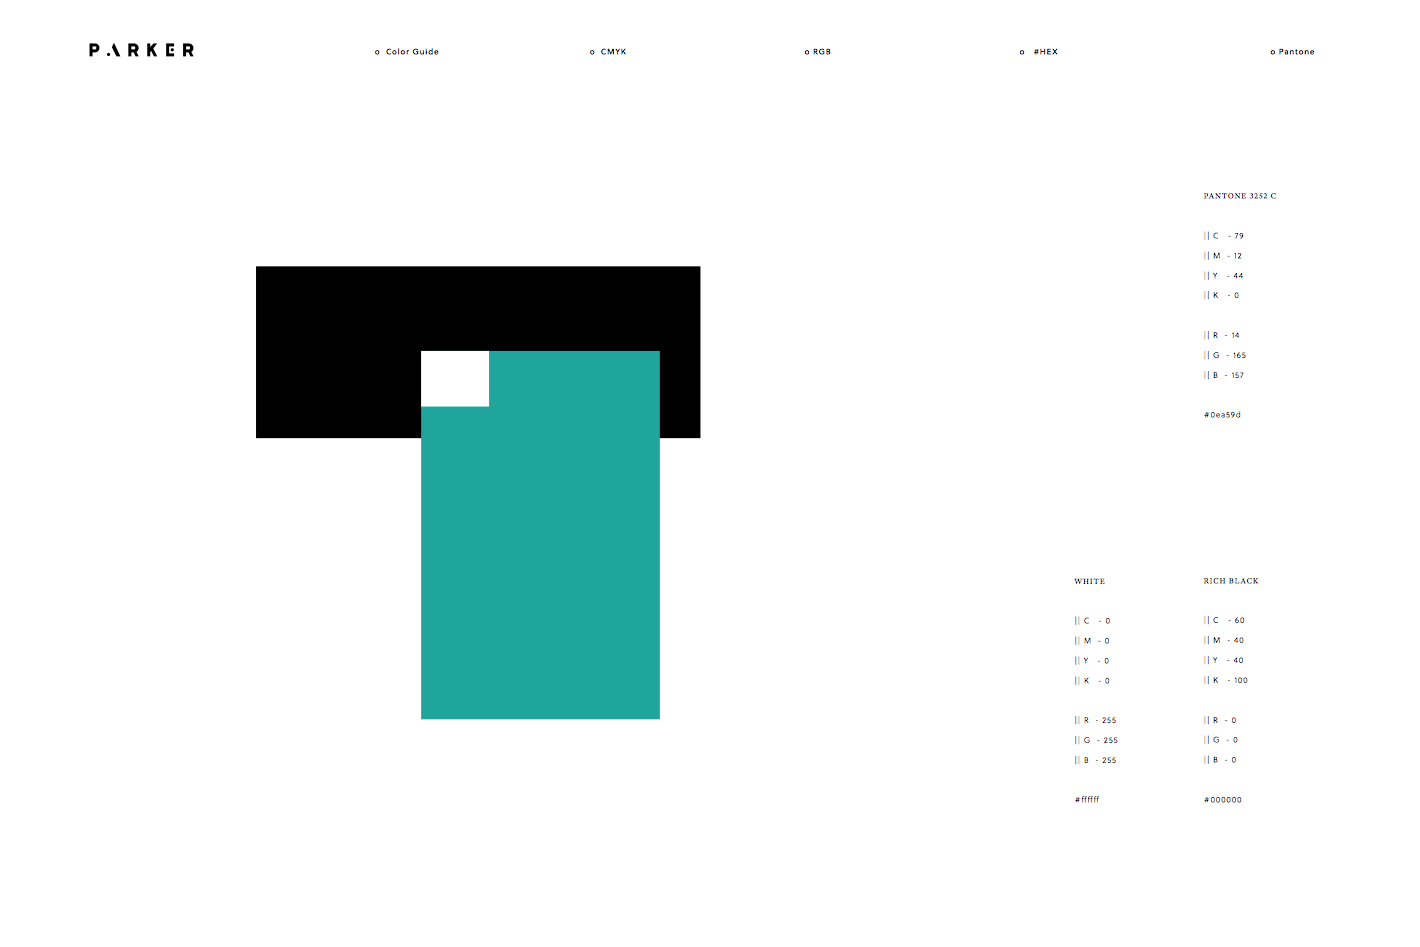 PARKER
o Color Guide
o CMYK
o RGB
o #HEX
o Pantone
PANTONE 3252 C
|| C - 79
|| M - 12
|| Y - 44
|| K - 0
|| R - 14
|| G - 165
|| B - 157
#0ea59d
WHITE
|| C - 0
|| M - 0
|| Y - 0
|| K - 0
|| R - 255
|| G - 255
|| B - 255
#ffffff
RICH BLACK
|| C - 60
|| M - 40
|| Y - 40
|| K - 100
|| R - 0
|| G - 0
|| B - 0
#000000